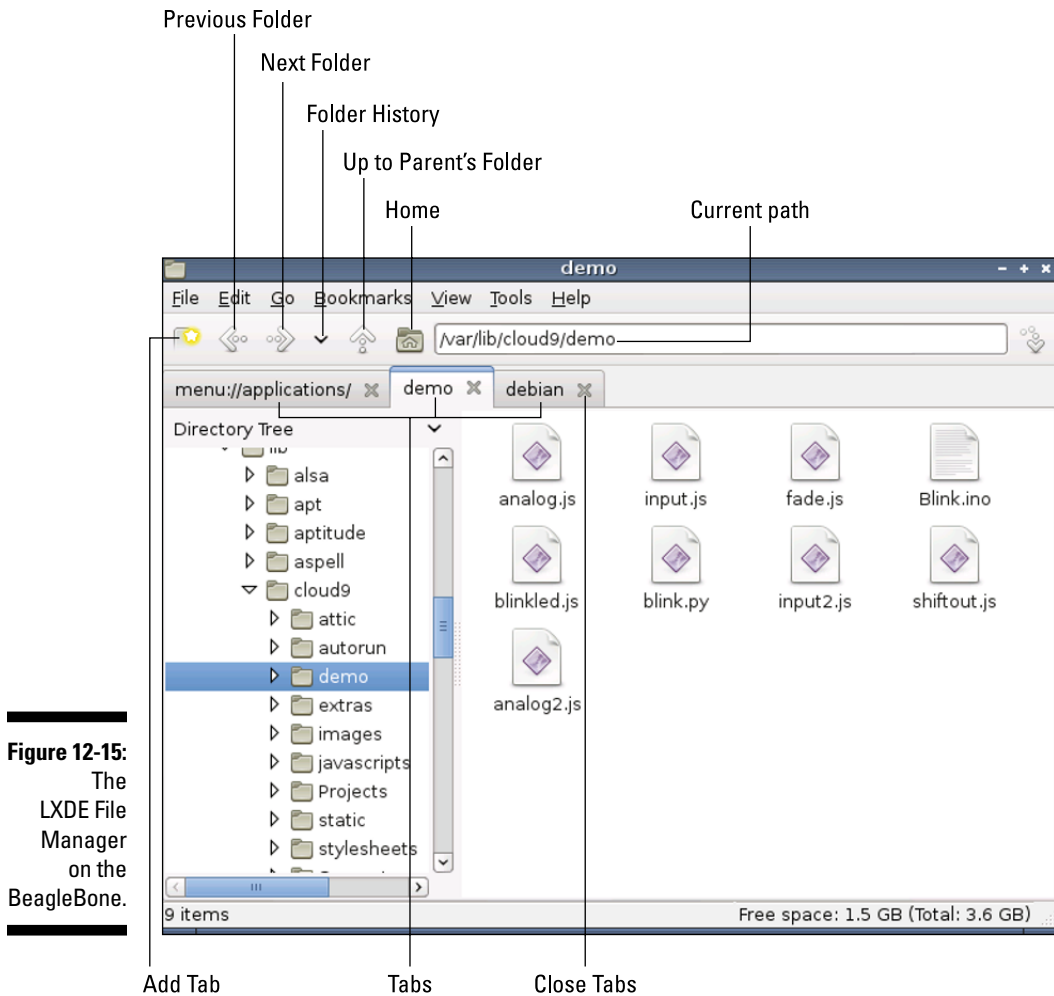 Previous Folder
Next Folder
Folder History
Up to Parent's Folder
Home
Current path
demo
File Edit Go Bookmarks View Tools Help
/var/lib/cloud9/demo
menu://applications/
demo
debian
Directory Tree
lib
alsa
apt
aptitude
aspell
cloud9
attic
autorun
demo
extras
images
javascripts
Projects
static
stylesheets
analog.js
input.js
fade.js
Blink.ino
blinkled.js
blink.py
input2.js
shiftout.js
analog2.js
9 items
Free space: 1.5 GB (Total: 3.6 GB)
Add Tab
Tabs
Close Tabs
Figure 12-15:
The
LXDE File
Manager
on the
BeagleBone.